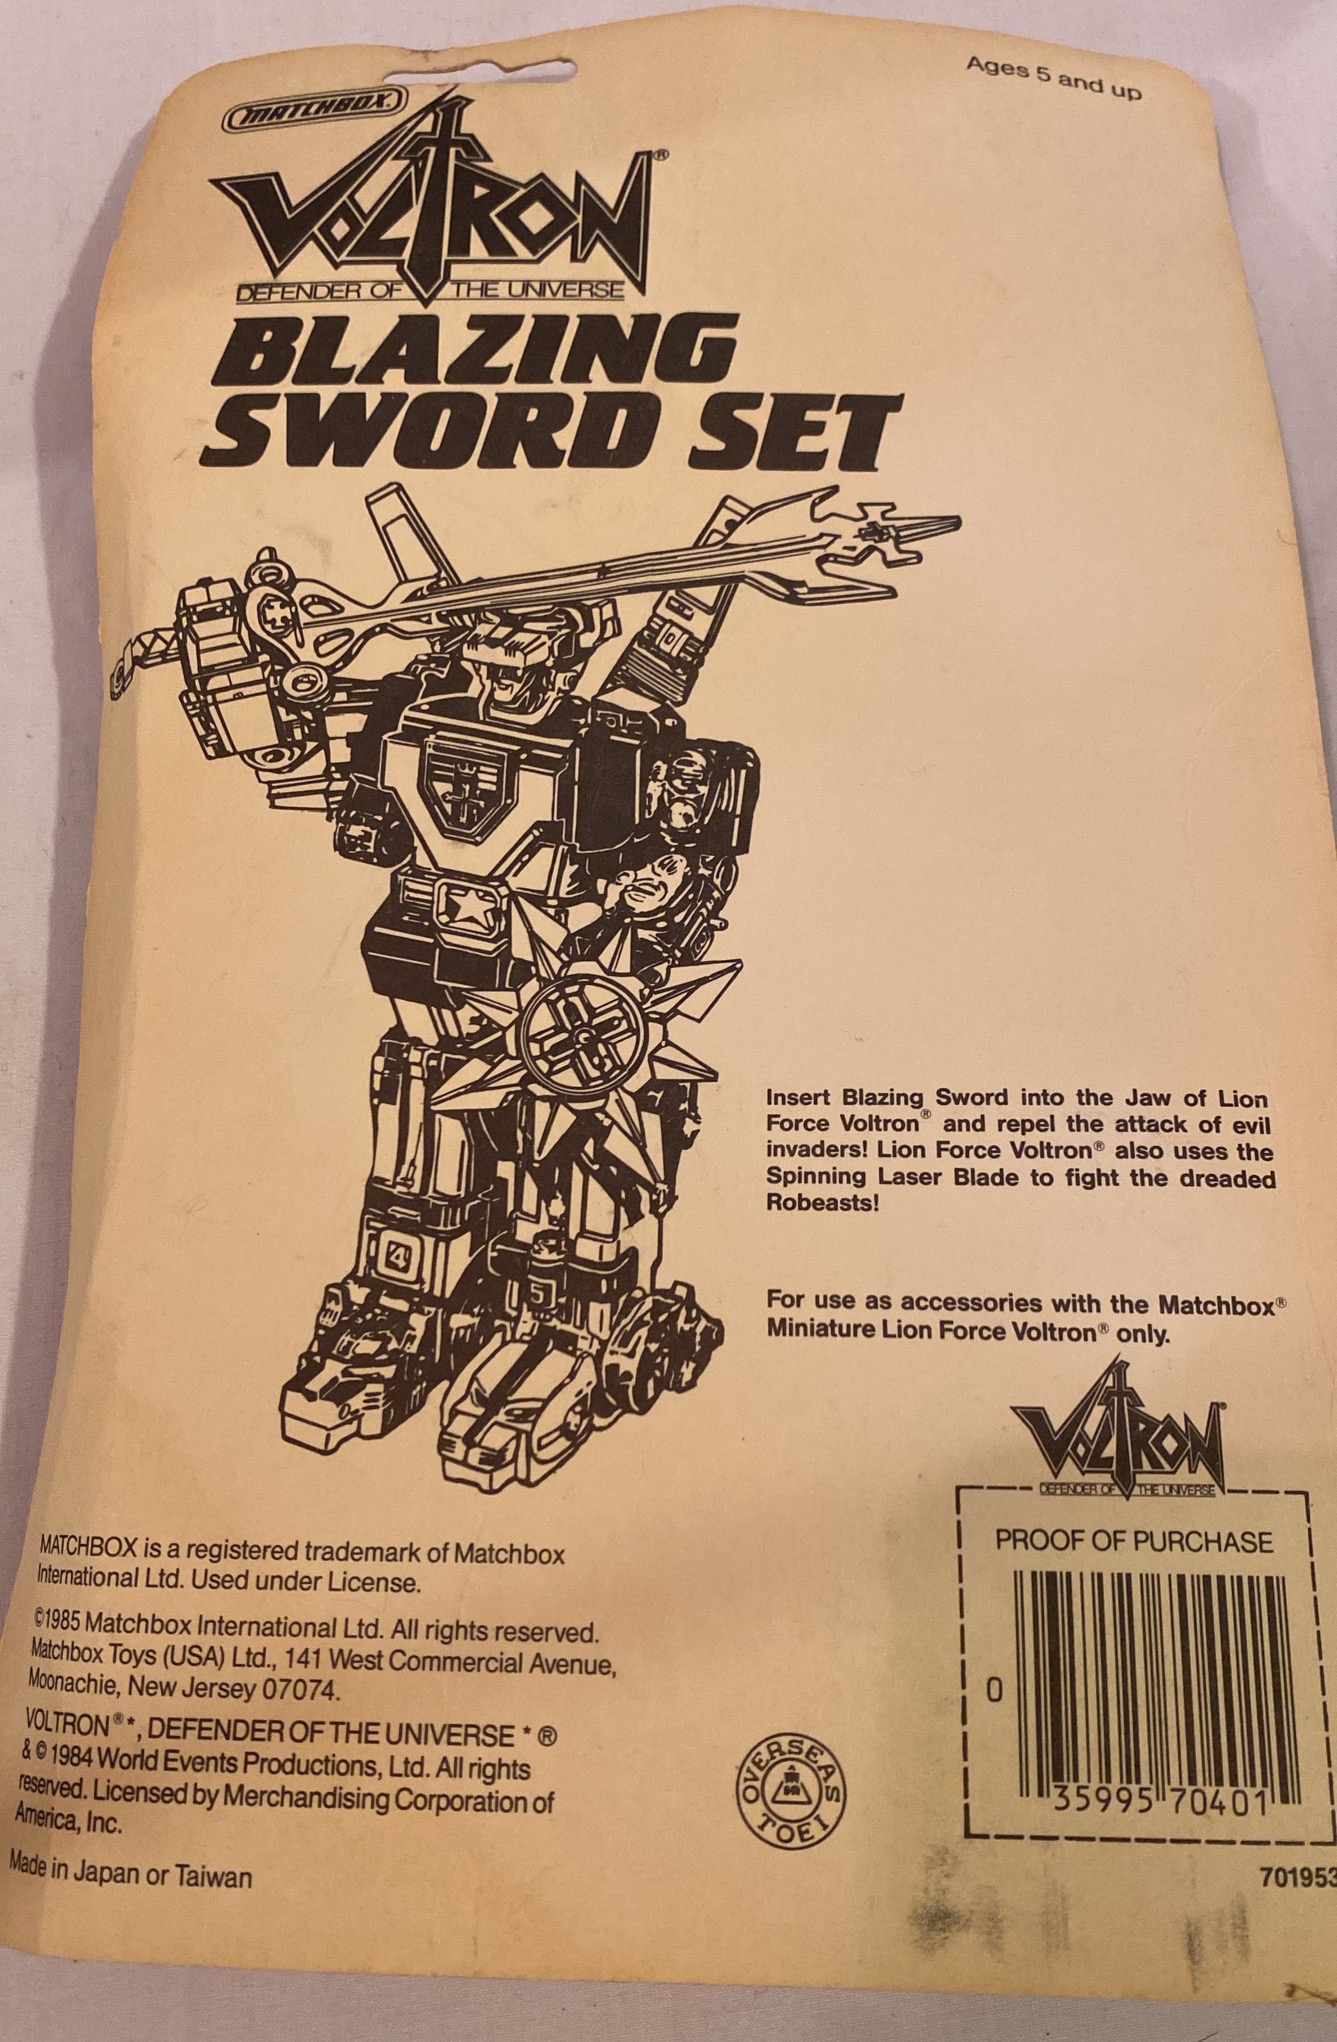 MATCHBOX
Ages 5 and up
VOLTRON®
DEFENDER OF THE UNIVERSE
BLAZING
SWORD SET
4
5
Insert Blazing Sword into the Jaw of Lion
Force Voltron® and repel the attack of evil
invaders! Lion Force Voltron® also uses the
Spinning Laser Blade to fight the dreaded
Robeasts!
For use as accessories with the Matchbox®
Miniature Lion Force Voltron® only.
VOLTRON®
DEFENDER OF THE UNIVERSE
PROOF OF PURCHASE
0 35995 70401
701953
MATCHBOX is a registered trademark of Matchbox
International Ltd. Used under License.
©1985 Matchbox International Ltd. All rights reserved.
Matchbox Toys (USA) Ltd., 141 West Commercial Avenue,
Moonachie, New Jersey 07074.
VOLTRON®*, DEFENDER OF THE UNIVERSE *®
& © 1984 World Events Productions, Ltd. All rights
reserved. Licensed by Merchandising Corporation of
America, Inc.
Made in Japan or Taiwan
OVERSEAS
TOEI